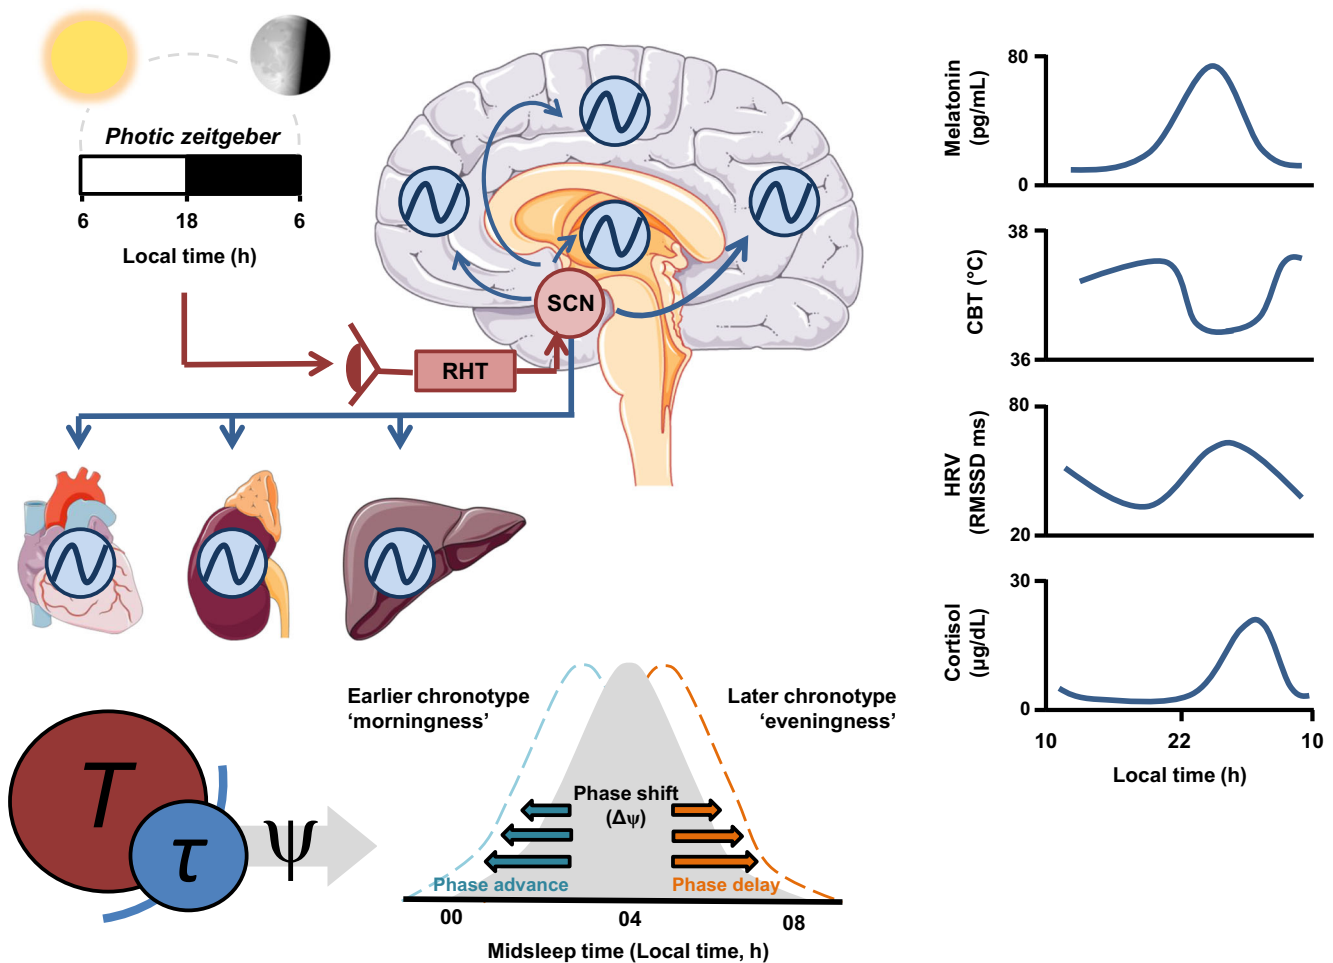 Photic zeitgeber
6 18 6
Local time (h)
SCN
RHT
Melatonin
(pg/mL)
80
0
CBT (°C)
38
36
HRV
(RMSSD ms)
80
20
Cortisol
(µg/dL)
30
0
10 22 10
Local time (h)
T
τ
ψ
Earlier chronotype
‘morningness’
Later chronotype
‘eveningness’
Phase shift
(Δψ)
Phase advance
Phase delay
00 04 08
Midsleep time (Local time, h)